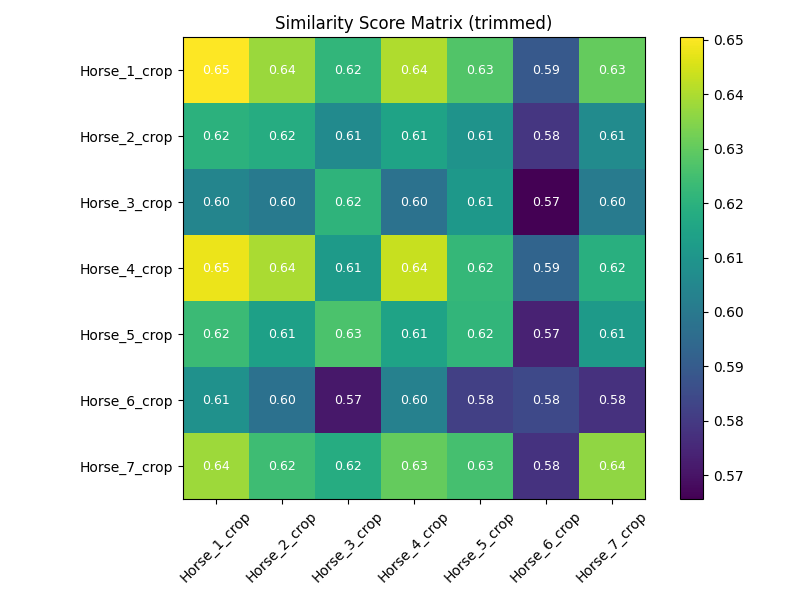 Similarity Score Matrix (trimmed)
Horse_1_crop 0.65 0.64 0.62 0.64 0.63 0.59 0.63
Horse_2_crop 0.62 0.62 0.61 0.61 0.61 0.58 0.61
Horse_3_crop 0.60 0.60 0.62 0.60 0.61 0.57 0.60
Horse_4_crop 0.65 0.64 0.61 0.64 0.62 0.59 0.62
Horse_5_crop 0.62 0.61 0.63 0.61 0.62 0.57 0.61
Horse_6_crop 0.61 0.60 0.57 0.60 0.58 0.58 0.58
Horse_7_crop 0.64 0.62 0.62 0.63 0.63 0.58 0.64
Horse_1_crop Horse_2_crop Horse_3_crop Horse_4_crop Horse_5_crop Horse_6_crop Horse_7_crop
0.65
0.64
0.63
0.62
0.61
0.60
0.59
0.58
0.57